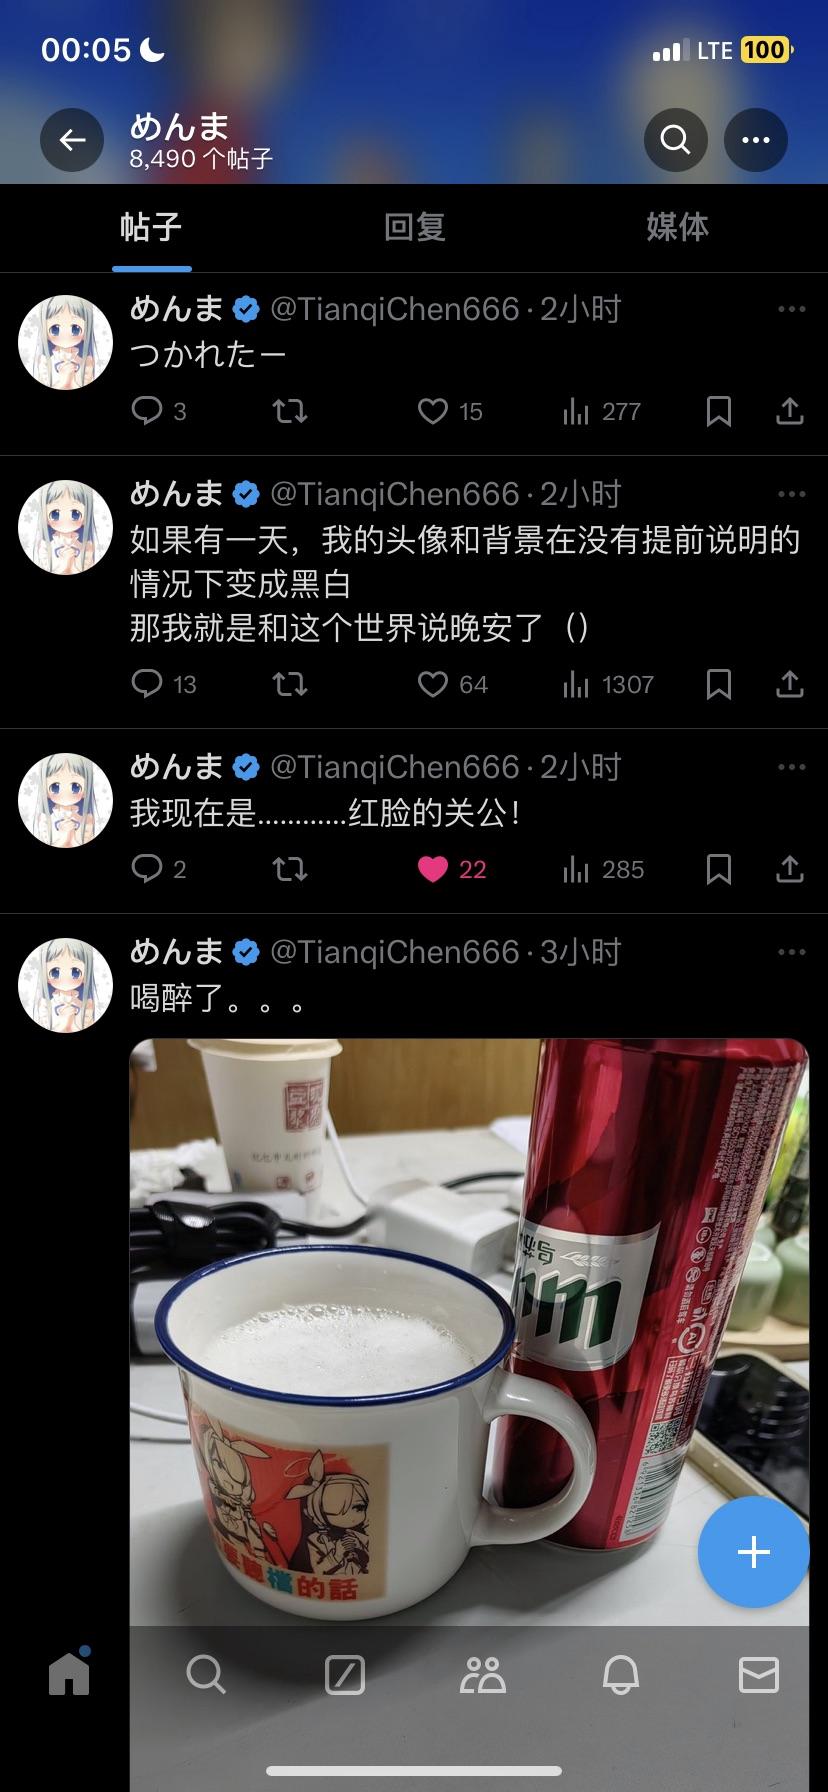 00:05
LTE
100
めんま
8,490 个帖子
帖子
回复
媒体
めんま @TianqiChen666 · 2小时
つかれたー
3
15
277
めんま @TianqiChen666 · 2小时
如果有一天，我的头像和背景在没有提前说明的
情况下变成黑白
那我就是和这个世界说晚安了（）
13
64
1307
めんま @TianqiChen666 · 2小时
我现在是............红脸的关公！
2
22
285
めんま @TianqiChen666 · 3小时
喝醉了。。。
的話